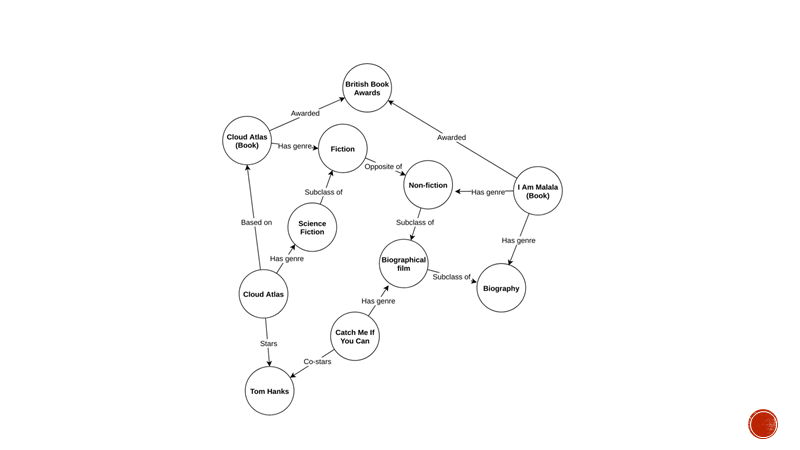 British Book
Awards
Awarded
Awarded
Cloud Atlas
(Book)
Has genre
Fiction
Opposite of
Non-fiction
Has genre
I Am Malala
(Book)
Subclass of
Based on
Science
Fiction
Subclass of
Has genre
Has genre
Biographical
film
Subclass of
Biography
Cloud Atlas
Has genre
Stars
Catch Me If
You Can
Co-stars
Tom Hanks